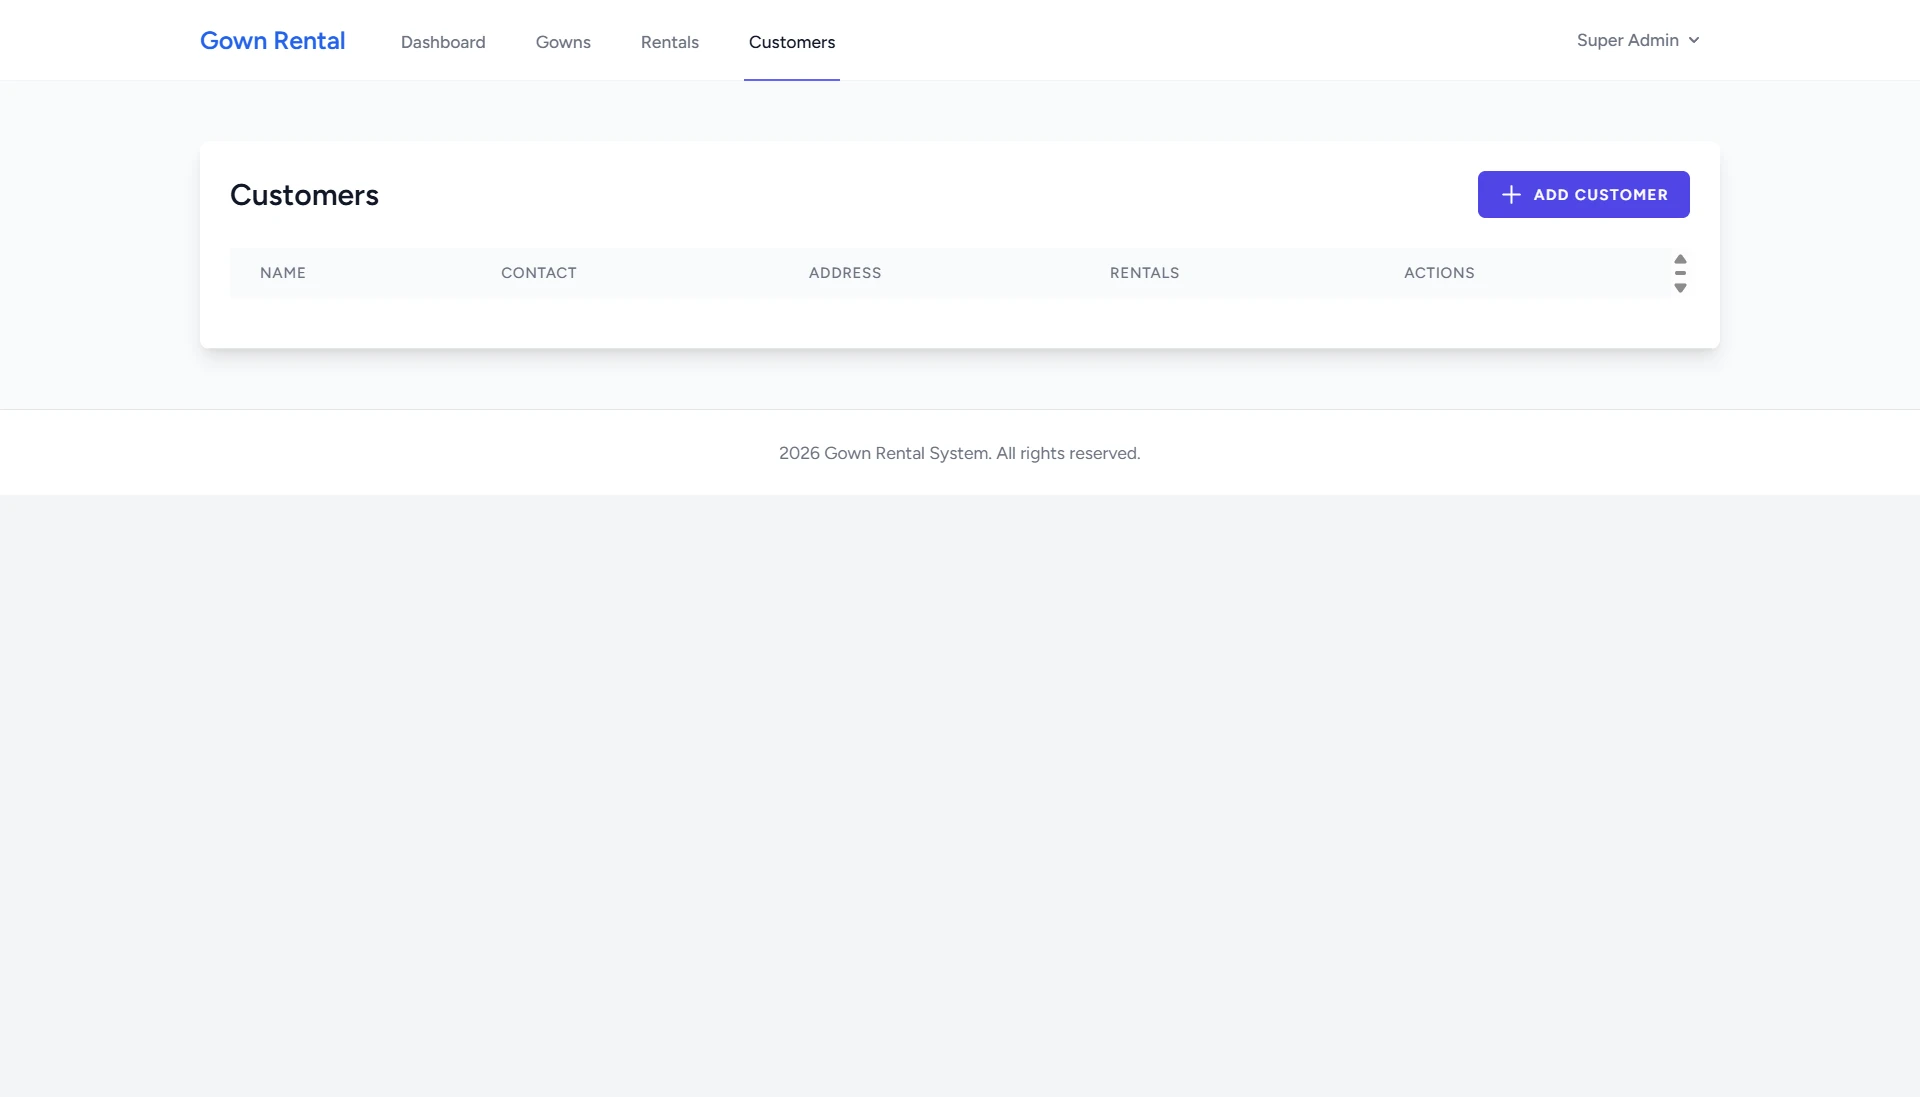 Gown Rental
Dashboard
Gowns
Rentals
Customers
Super Admin
Customers
ADD CUSTOMER
NAME
CONTACT
ADDRESS
RENTALS
ACTIONS
2026 Gown Rental System. All rights reserved.